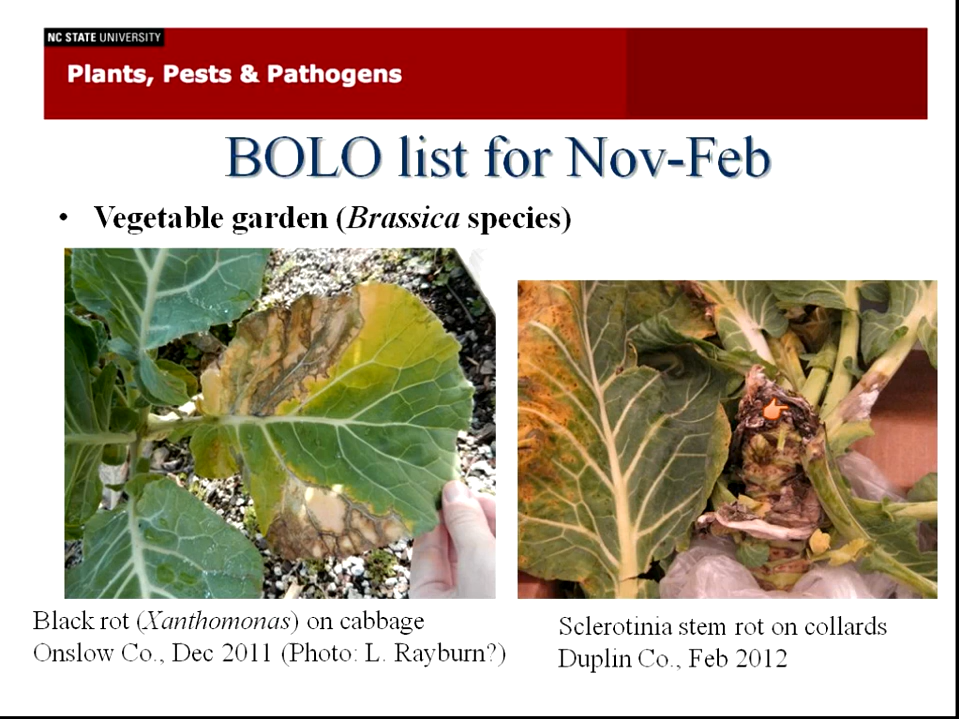 NC STATE UNIVERSITY
Plants, Pests & Pathogens
BOLO list for Nov-Feb
• Vegetable garden (Brassica species)
Black rot (Xanthomonas) on cabbage
Onslow Co., Dec 2011 (Photo: L. Rayburn?)
Sclerotinia stem rot on collards
Duplin Co., Feb 2012